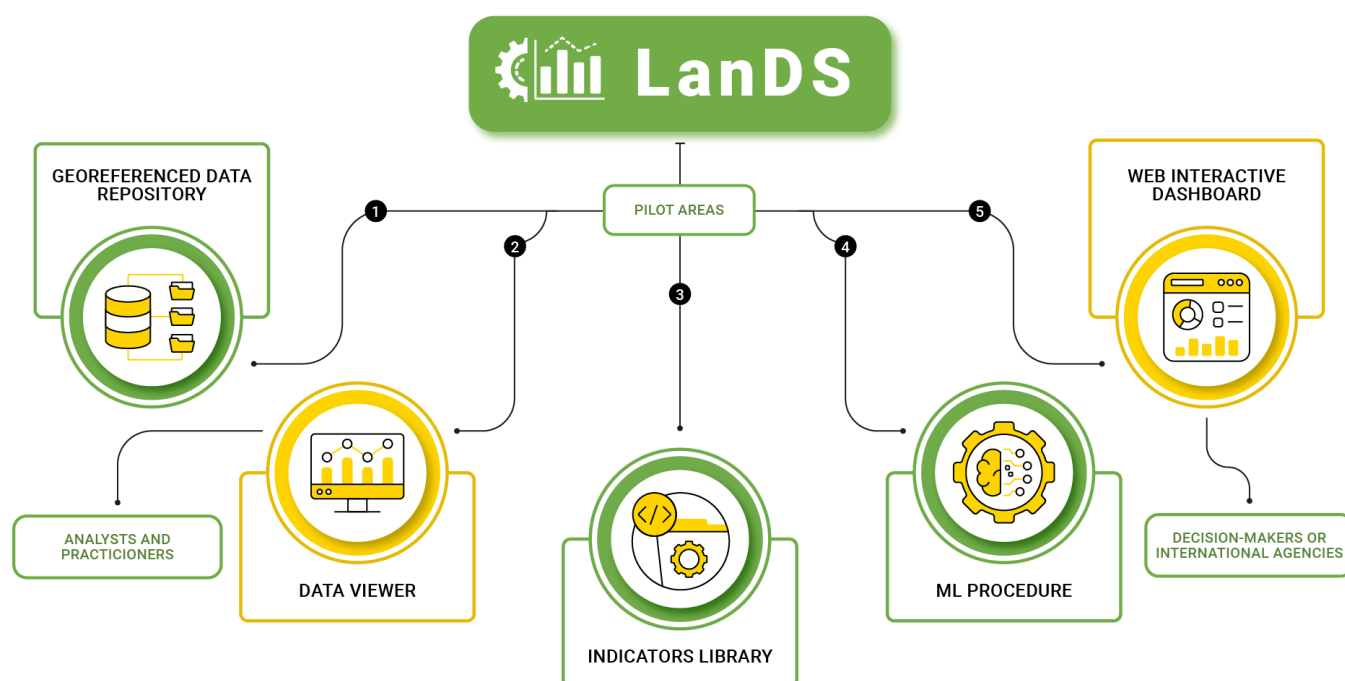 LanDS
PILOT AREAS
1
2
3
4
5
GEOREFERENCED DATA
REPOSITORY
WEB INTERACTIVE
DASHBOARD
ANALYSTS AND
PRACTICIONERS
DATA VIEWER
</>
INDICATORS LIBRARY
ML PROCEDURE
DECISION-MAKERS OR
INTERNATIONAL AGENCIES